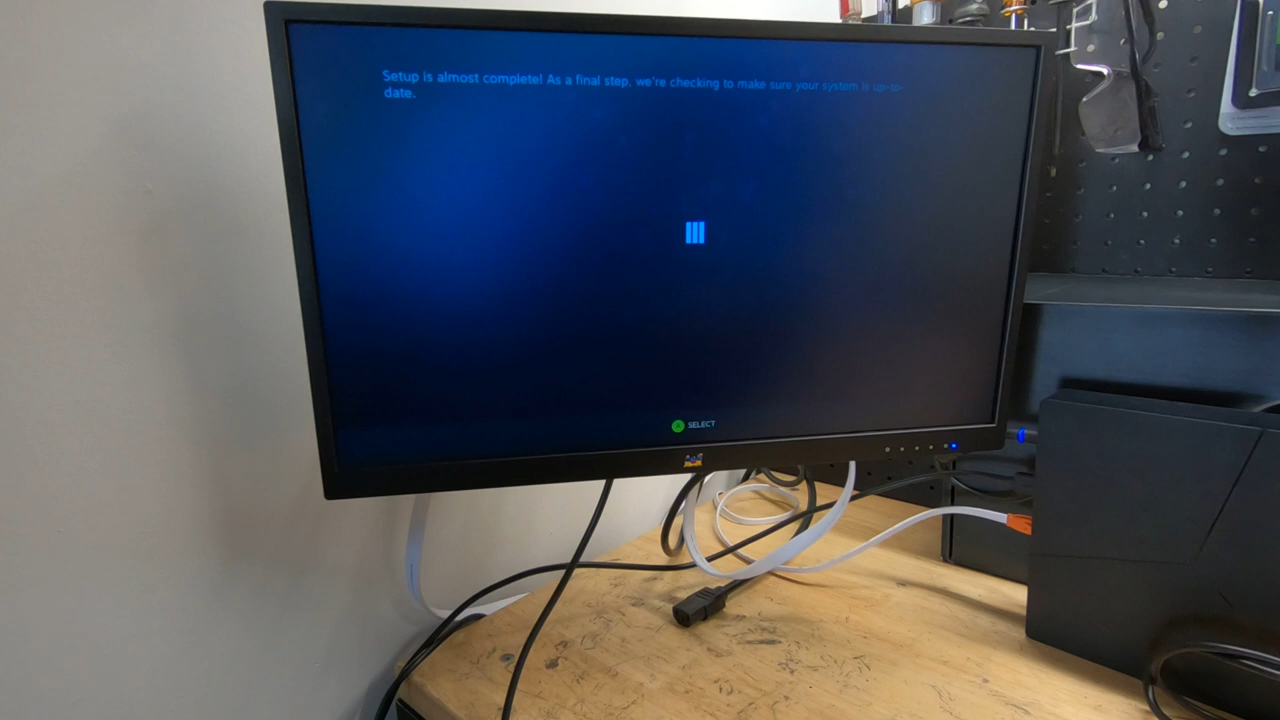 Setup is almost complete! As a final step, we're checking to make sure your system is up-to-
date.
A SELECT